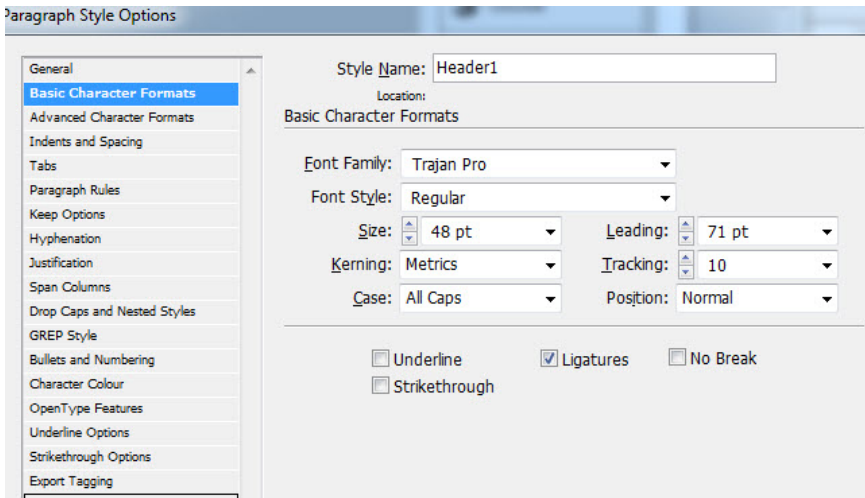 Paragraph Style Options
General
Basic Character Formats
Advanced Character Formats
Indents and Spacing
Tabs
Paragraph Rules
Keep Options
Hyphenation
Justification
Span Columns
Drop Caps and Nested Styles
GREP Style
Bullets and Numbering
Character Colour
OpenType Features
Underline Options
Strikethrough Options
Export Tagging
Style Name: Header1
Location:
Basic Character Formats
Font Family: Trajan Pro
Font Style: Regular
Size: 48 pt Leading: 71 pt
Kerning: Metrics Tracking: 10
Case: All Caps Position: Normal
Underline Ligatures No Break
Strikethrough